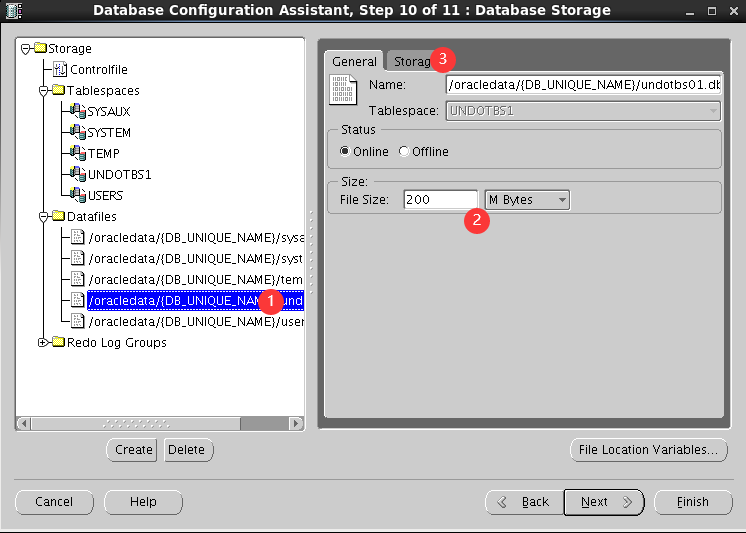 Database Configuration Assistant, Step 10 of 11 : Database Storage
Storage
Controlfile
Tablespaces
SYSAUX
SYSTEM
TEMP
UNDOTBS1
USERS
Datafiles
/oracledata/{DB_UNIQUE_NAME}/sysa
/oracledata/{DB_UNIQUE_NAME}/syst
/oracledata/{DB_UNIQUE_NAME}/tem
/oracledata/{DB_UNIQUE_NAM 1 und
/oracledata/{DB_UNIQUE_NAME}/user
Redo Log Groups
Create Delete
General Storag 3
Name: /oracledata/{DB_UNIQUE_NAME}/undotbs01.db
Tablespace: UNDOTBS1
Status
Online Offline
Size:
File Size: 200 M Bytes
2
File Location Variables...
Cancel Help Back Next Finish